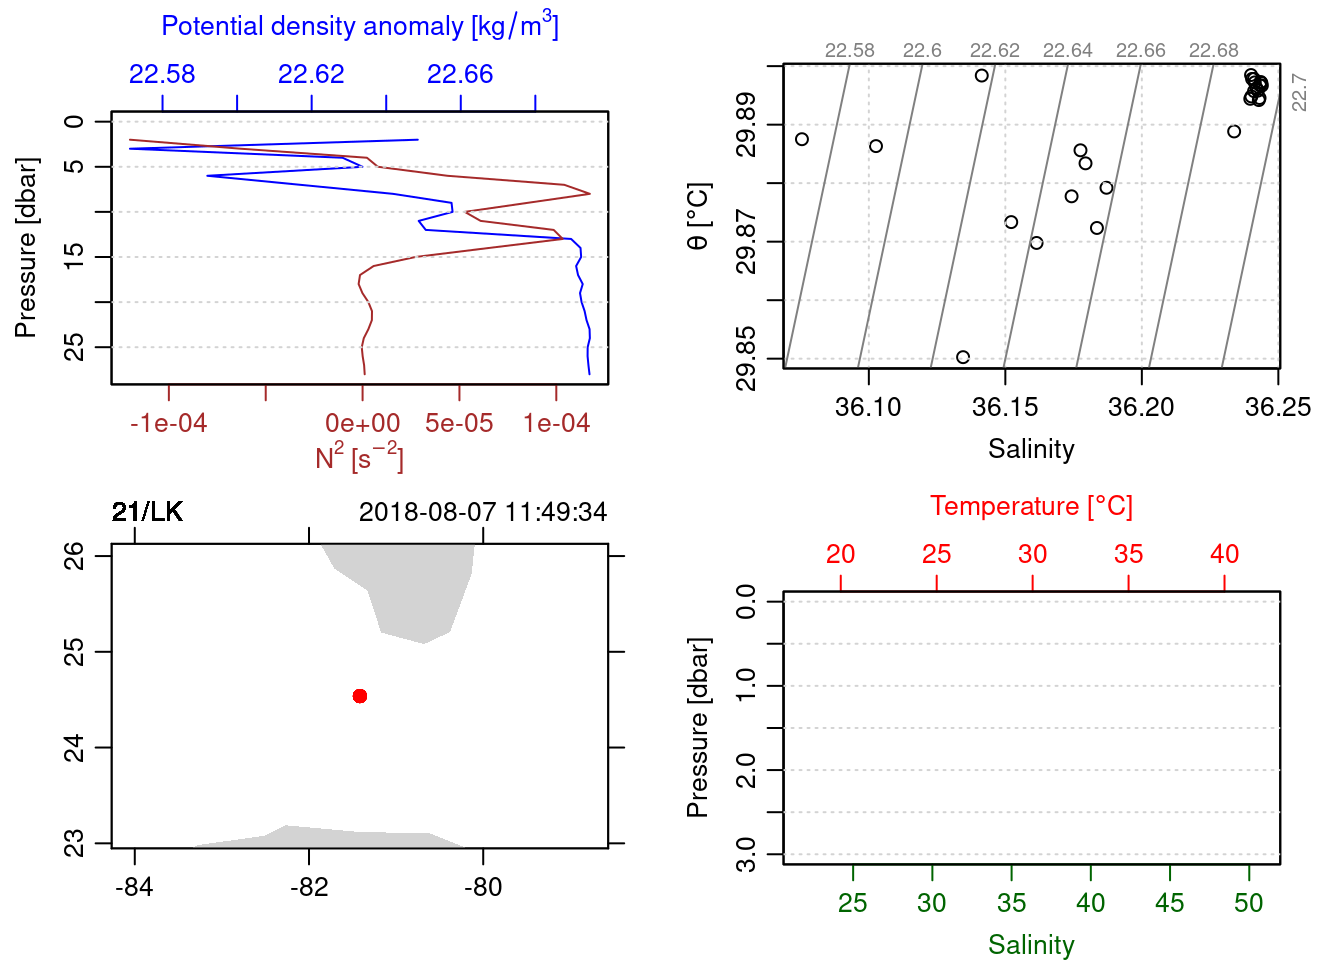 Potential density anomaly [kg/m3]
22.58 22.62 22.66
0 5 15 25
Pressure [dbar]
-1e-04 0e+00 5e-05 1e-04
N2 [s−2]
22.58 22.6 22.62 22.64 22.66 22.68
22.7
29.89 29.87 29.85
θ [°C]
36.10 36.15 36.20 36.25
Salinity
21/LK 2018-08-07 11:49:34
26 25 24 23
-84 -82 -80
Temperature [°C]
20 25 30 35 40
0.0 1.0 2.0 3.0
Pressure [dbar]
25 30 35 40 45 50
Salinity